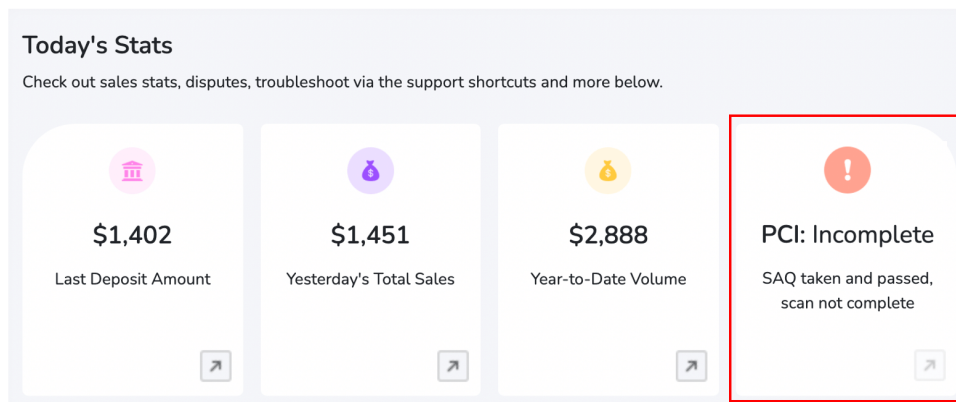 Today's Stats
Check out sales stats, disputes, troubleshoot via the support shortcuts and more below.
$1,402
Last Deposit Amount
$1,451
Yesterday's Total Sales
$2,888
Year-to-Date Volume
PCI: Incomplete
SAQ taken and passed,
scan not complete